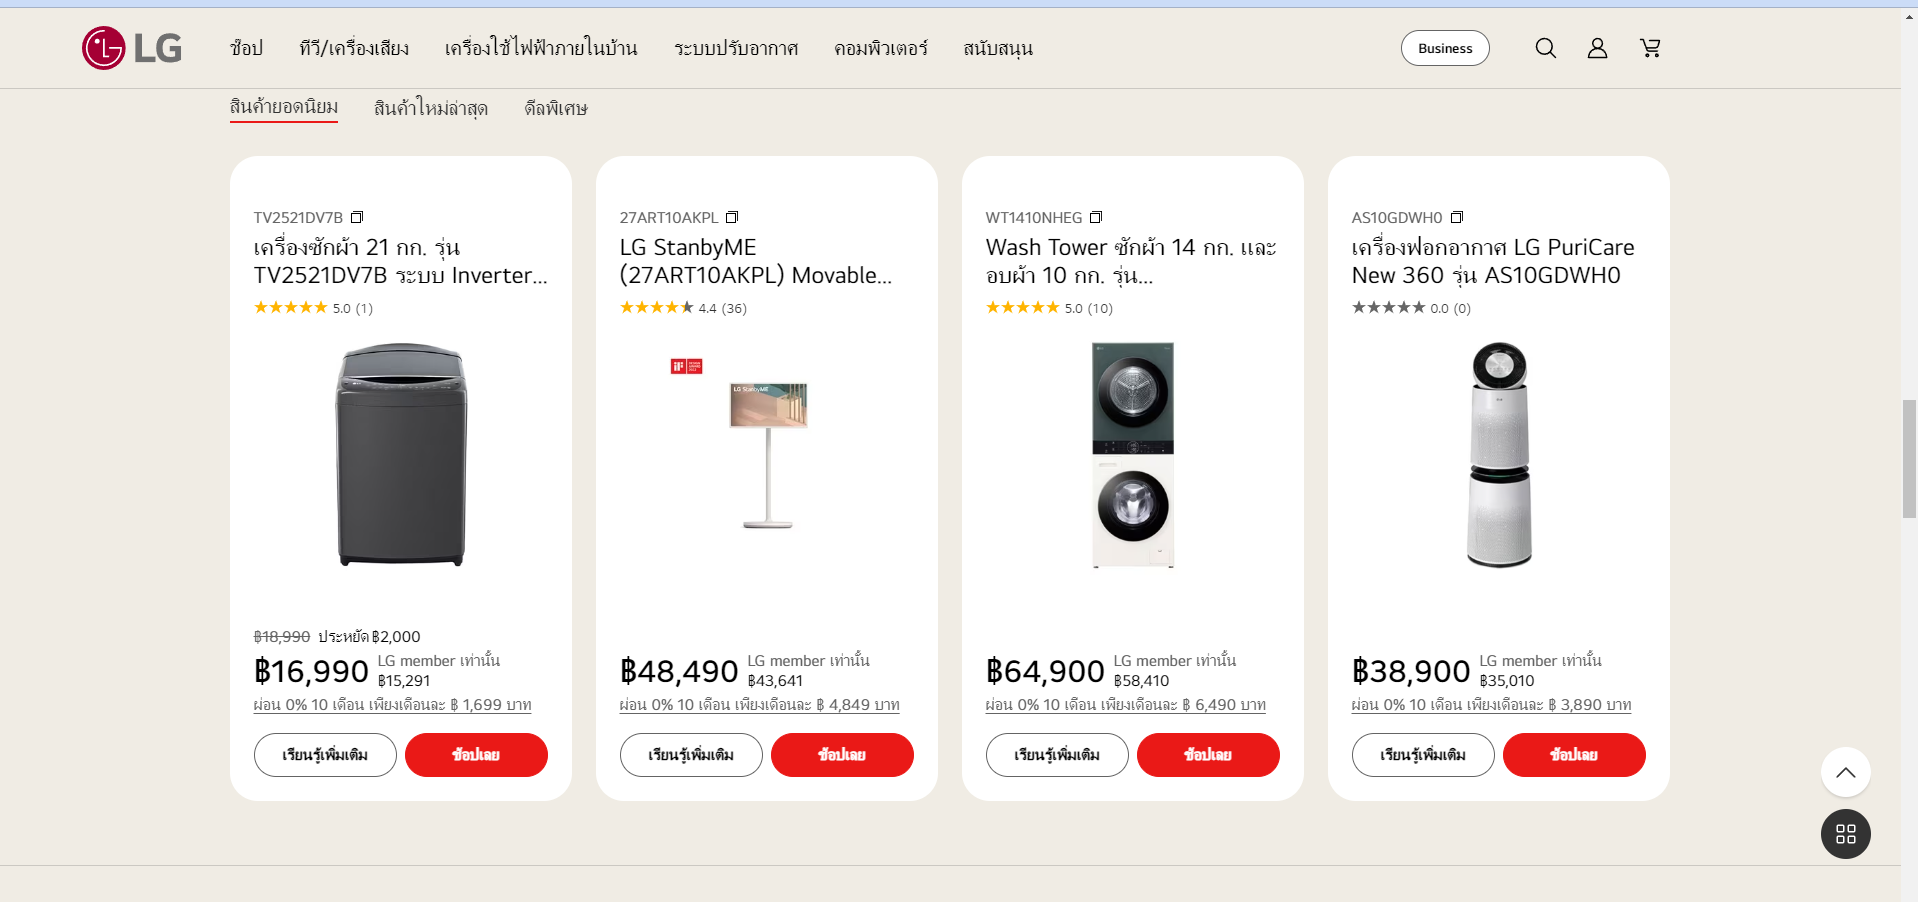 LG ช๊อป ทีวี/เครื่องเสียง เครื่องใช้ไฟฟ้าภายในบ้าน ระบบปรับอากาศ คอมพิวเตอร์ สนับสนุน Business
สินค้ายอดนิยม สินค้าใหม่ล่าสุด ดีลพิเศษ
TV2521DV7B
เครื่องซักผ้า 21 กก. รุ่น
TV2521DV7B ระบบ Inverter...
5.0 (1)
฿18,990 ประหยัด ฿2,000
฿16,990 LG member เท่านั้น
฿15,291
ผ่อน 0% 10 เดือน เพียงเดือนละ ฿ 1,699 บาท
เรียนรู้เพิ่มเติม ช้อปเลย
27ART10AKPL
LG StanbyME
(27ART10AKPL) Movable...
4.4 (36)
LG StanbyME
฿48,490 LG member เท่านั้น
฿43,641
ผ่อน 0% 10 เดือน เพียงเดือนละ ฿ 4,849 บาท
เรียนรู้เพิ่มเติม ช้อปเลย
WT1410NHEG
Wash Tower ซักผ้า 14 กก. และ
อบผ้า 10 กก. รุ่น...
5.0 (10)
฿64,900 LG member เท่านั้น
฿58,410
ผ่อน 0% 10 เดือน เพียงเดือนละ ฿ 6,490 บาท
เรียนรู้เพิ่มเติม ช้อปเลย
AS10GDWH0
เครื่องฟอกอากาศ LG PuriCare
New 360 รุ่น AS10GDWH0
0.0 (0)
฿38,900 LG member เท่านั้น
฿35,010
ผ่อน 0% 10 เดือน เพียงเดือนละ ฿ 3,890 บาท
เรียนรู้เพิ่มเติม ช้อปเลย